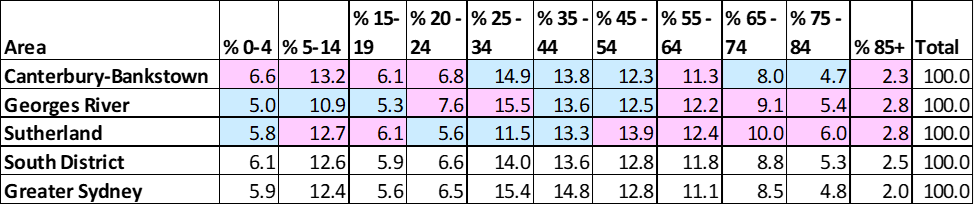 Area % 0-4 % 5-14 % 15-19 % 20 - 24 % 25 - 34 % 35 - 44 % 45 - 54 % 55 - 64 % 65 - 74 % 75 - 84 % 85+ Total
Canterbury-Bankstown 6.6 13.2 6.1 6.8 14.9 13.8 12.3 11.3 8.0 4.7 2.3 100.0
Georges River 5.0 10.9 5.3 7.6 15.5 13.6 12.5 12.2 9.1 5.4 2.8 100.0
Sutherland 5.8 12.7 6.1 5.6 11.5 13.3 13.9 12.4 10.0 6.0 2.8 100.0
South District 6.1 12.6 5.9 6.6 14.0 13.6 12.8 11.8 8.8 5.3 2.5 100.0
Greater Sydney 5.9 12.4 5.6 6.5 15.4 14.8 12.8 11.1 8.5 4.8 2.0 100.0